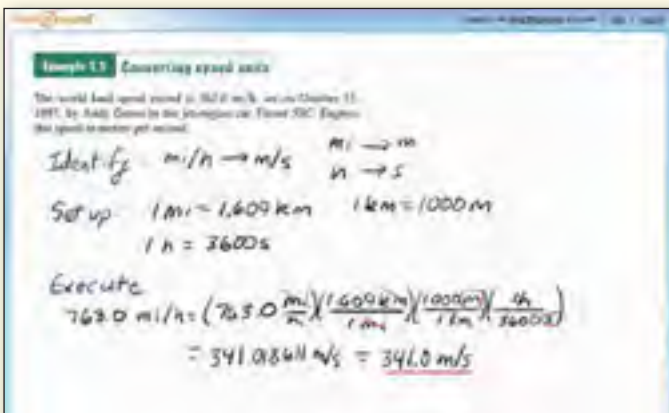 Example 1.1 Converting speed units
The world land speed record is 763.0 mi/h, set on October 15,
1997, by Andy Green in the jet-engine car Thrust SSC. Express
this speed in meters per second.
Identify mi/h → m/s
mi → m
h → s
Set up 1 mi = 1.609 km 1 km = 1000 m
1 h = 3600 s
Execute
763.0 mi/h = (763.0 mi/h)(1.609 km/1 mi)(1000 m/1 km)(1h/3600 s)
= 341.01861 m/s = 341.0 m/s